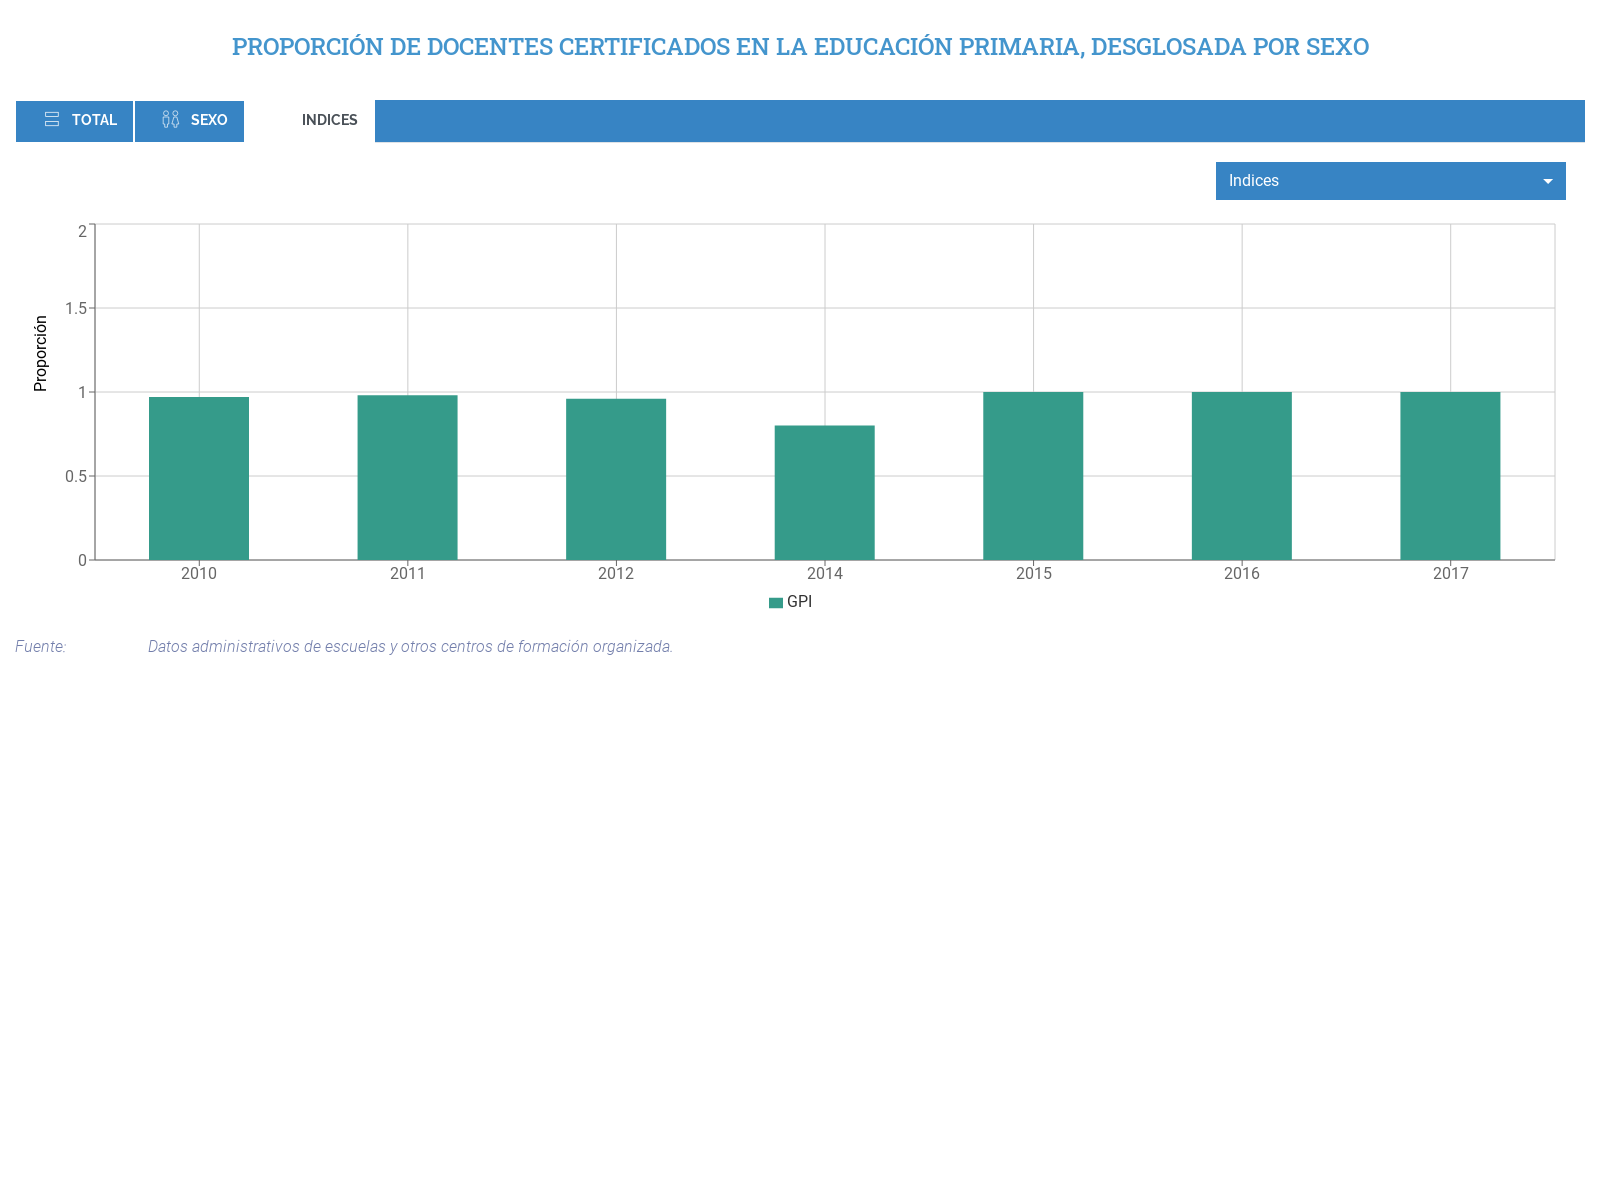 PROPORCIÓN DE DOCENTES CERTIFICADOS EN LA EDUCACIÓN PRIMARIA, DESGLOSADA POR SEXO
TOTAL SEXO INDICES
Indices
Proporción
2
1.5
1
0.5
0
2010 2011 2012 2014 2015 2016 2017
GPI
Fuente: Datos administrativos de escuelas y otros centros de formación organizada.